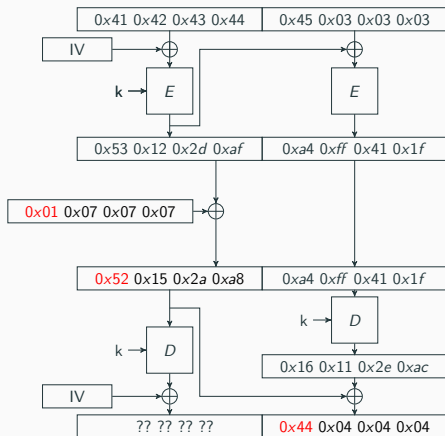 0x41 0x42 0x43 0x44 0x45 0x03 0x03 0x03
IV
k E E
0x53 0x12 0x2d 0xaf 0xa4 0xff 0x41 0x1f
0x01 0x07 0x07 0x07
0x52 0x15 0x2a 0xa8 0xa4 0xff 0x41 0x1f
k D
k D
0x16 0x11 0x2e 0xac
IV
?? ?? ?? ?? 0x44 0x04 0x04 0x04